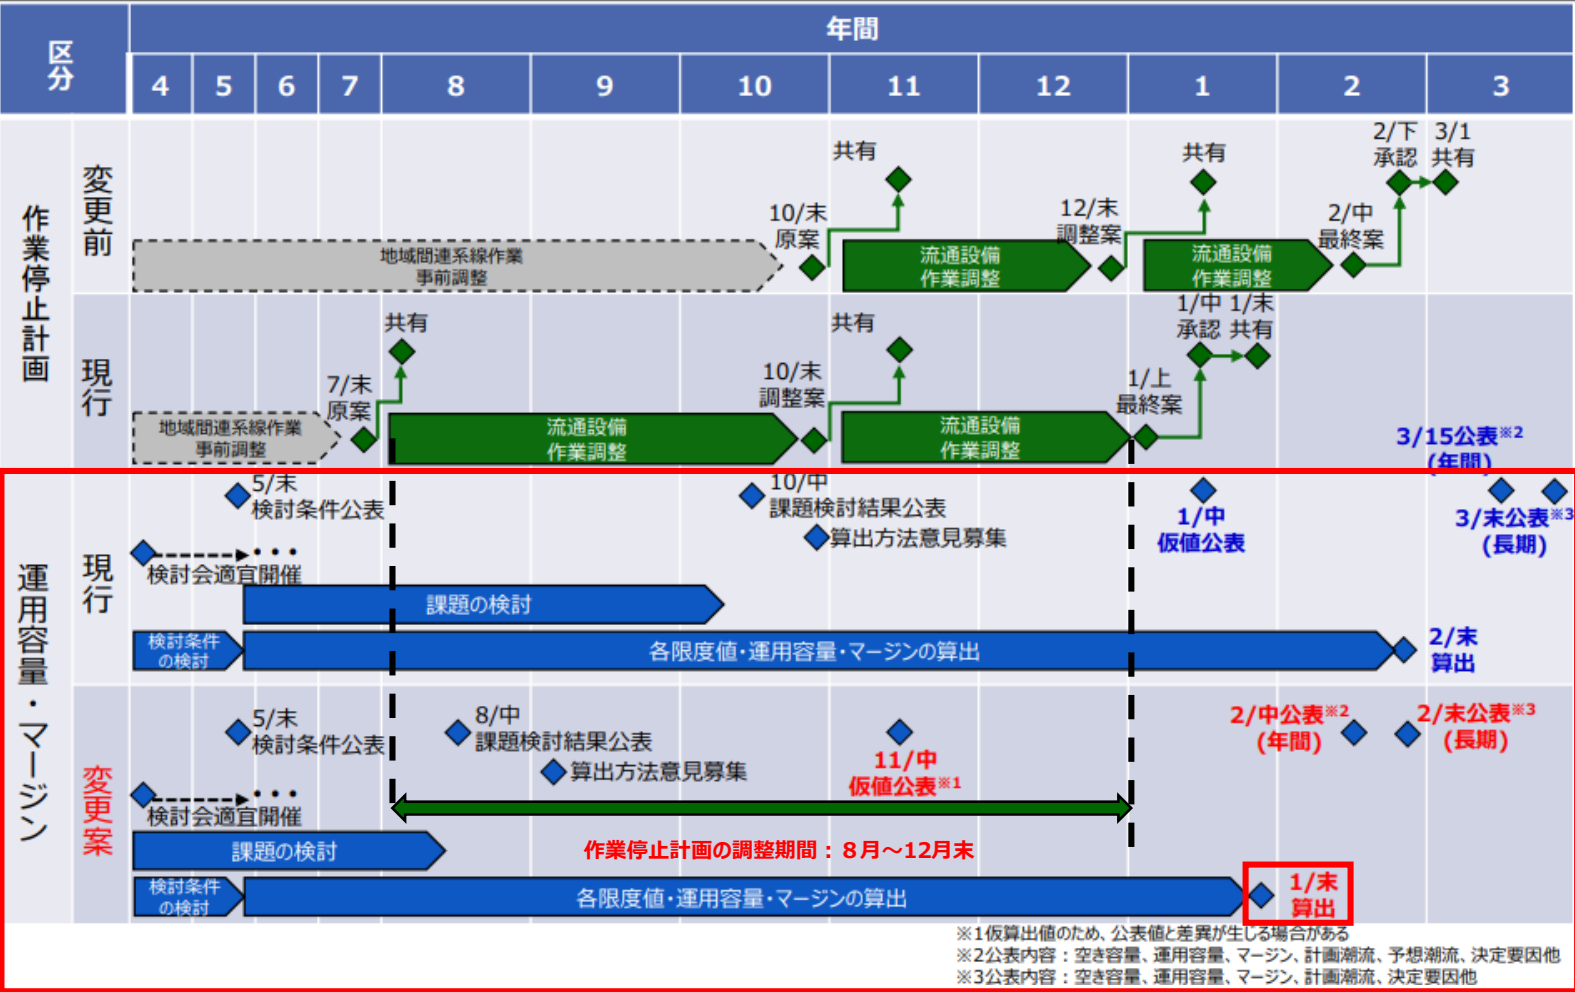 区分
年間
4 5 6 7 8 9 10 11 12 1 2 3
作業停止計画
変更前
地域間連系線作業
事前調整
10/末
原案
共有
流通設備
作業調整
12/末
調整案
共有
流通設備
作業調整
2/中
最終案
2/下
承認
3/1
共有
現行
地域間連系線作業
事前調整
7/末
原案
共有
流通設備
作業調整
10/末
調整案
共有
流通設備
作業調整
1/上
最終案
1/中
承認
1/末
共有
運用容量・マージン
現行
5/末
検討条件公表
10/中
課題検討結果公表
算出方法意見募集
1/中
仮値公表
3/15公表※2
(年間)
3/末公表※3
(長期)
・・・
検討会適宜開催
課題の検討
検討条件
の検討
各限度値・運用容量・マージンの算出
2/末
算出
変更案
5/末
検討条件公表
8/中
課題検討結果公表
算出方法意見募集
11/中
仮値公表※1
2/中公表※2
(年間)
2/末公表※3
(長期)
・・・
検討会適宜開催
作業停止計画の調整期間：８月～12月末
課題の検討
検討条件
の検討
各限度値・運用容量・マージンの算出
1/末
算出
※1仮算出値のため、公表値と差異が生じる場合がある
※2公表内容：空き容量、運用容量、マージン、計画潮流、予想潮流、決定要因他
※3公表内容：空き容量、運用容量、マージン、計画潮流、決定要因他